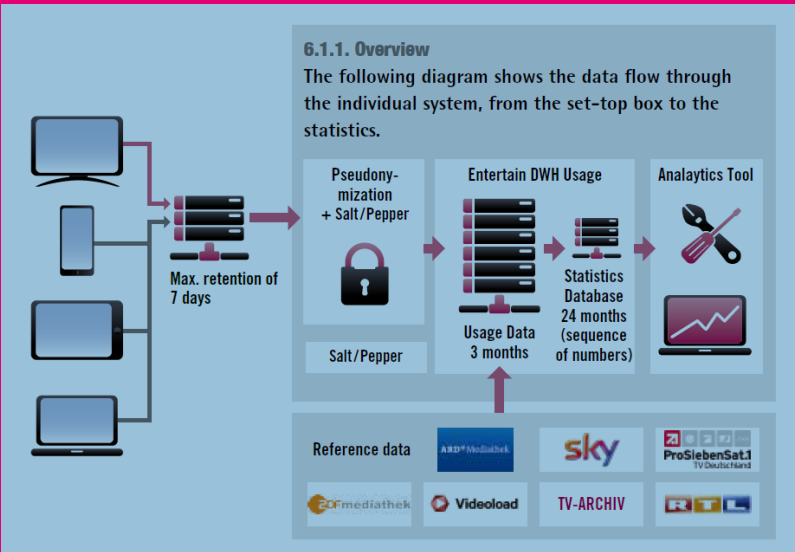 6.1.1. Overview
The following diagram shows the data flow through
the individual system, from the set-top box to the
statistics.
Max. retention of
7 days
Pseudony-
mization
+ Salt/Pepper
Salt/Pepper
Entertain DWH Usage
Usage Data
3 months
Statistics
Database
24 months
(sequence
of numbers)
Analaytics Tool
Reference data
ARD Mediathek
sky
ProSiebenSat.1
TV Deutschland
ZDFmediathek
Videoload
TV-ARCHIV
RTL